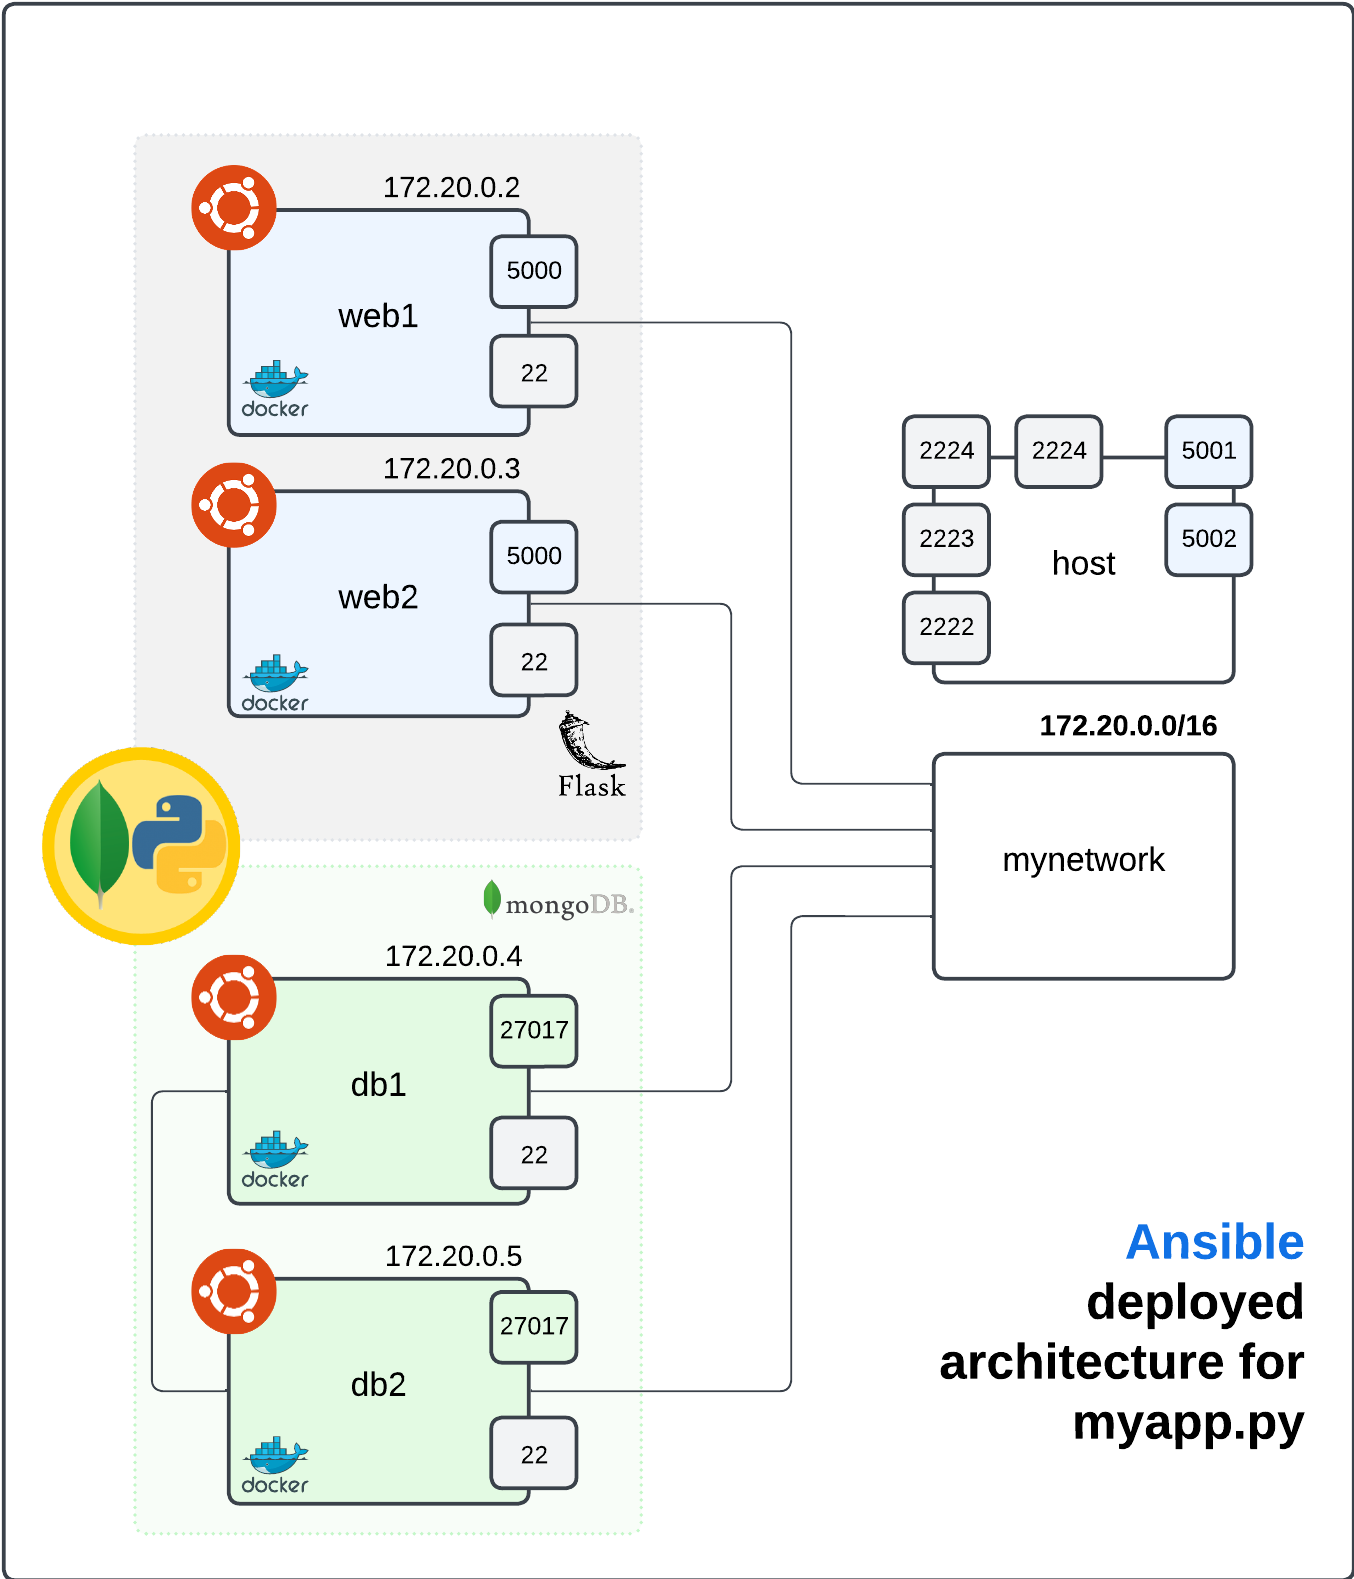 172.20.0.2
5000
web1
22
docker
172.20.0.3
5000
web2
22
docker
Flask
mongoDB.
172.20.0.4
27017
db1
22
docker
172.20.0.5
27017
db2
22
docker
2224
2224
5001
2223
5002
host
2222
172.20.0.0/16
mynetwork
Ansible
deployed
architecture for
myapp.py